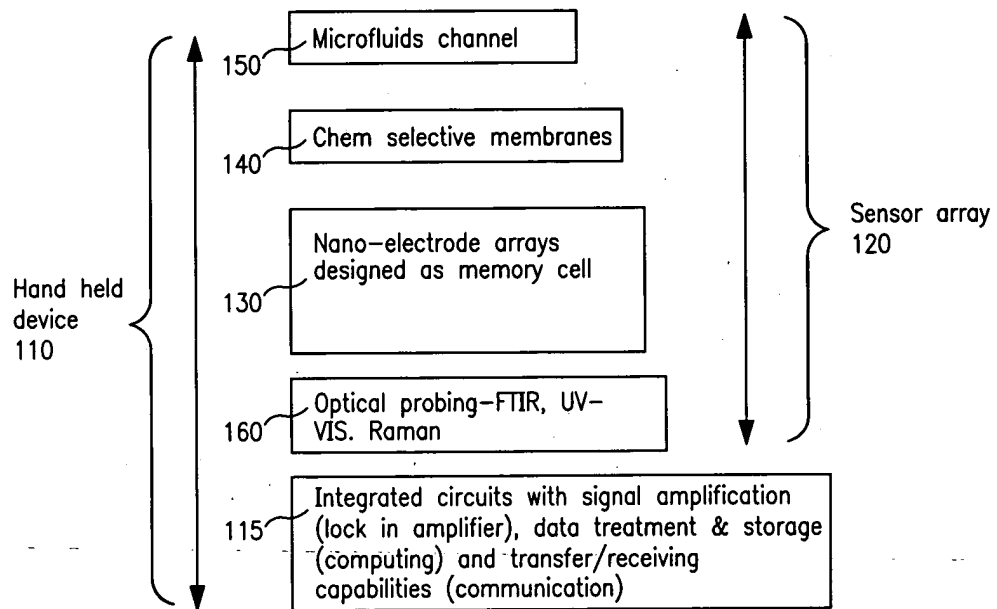 Microfluids channel
150
Chem selective membranes
140
Nano-electrode arrays
designed as memory cell
130
Sensor array
120
Hand held
device
110
Optical probing-FTIR, UV-
VIS. Raman
160
Integrated circuits with signal amplification
(lock in amplifier), data treatment & storage
(computing) and transfer/receiving
capabilities (communication)
115